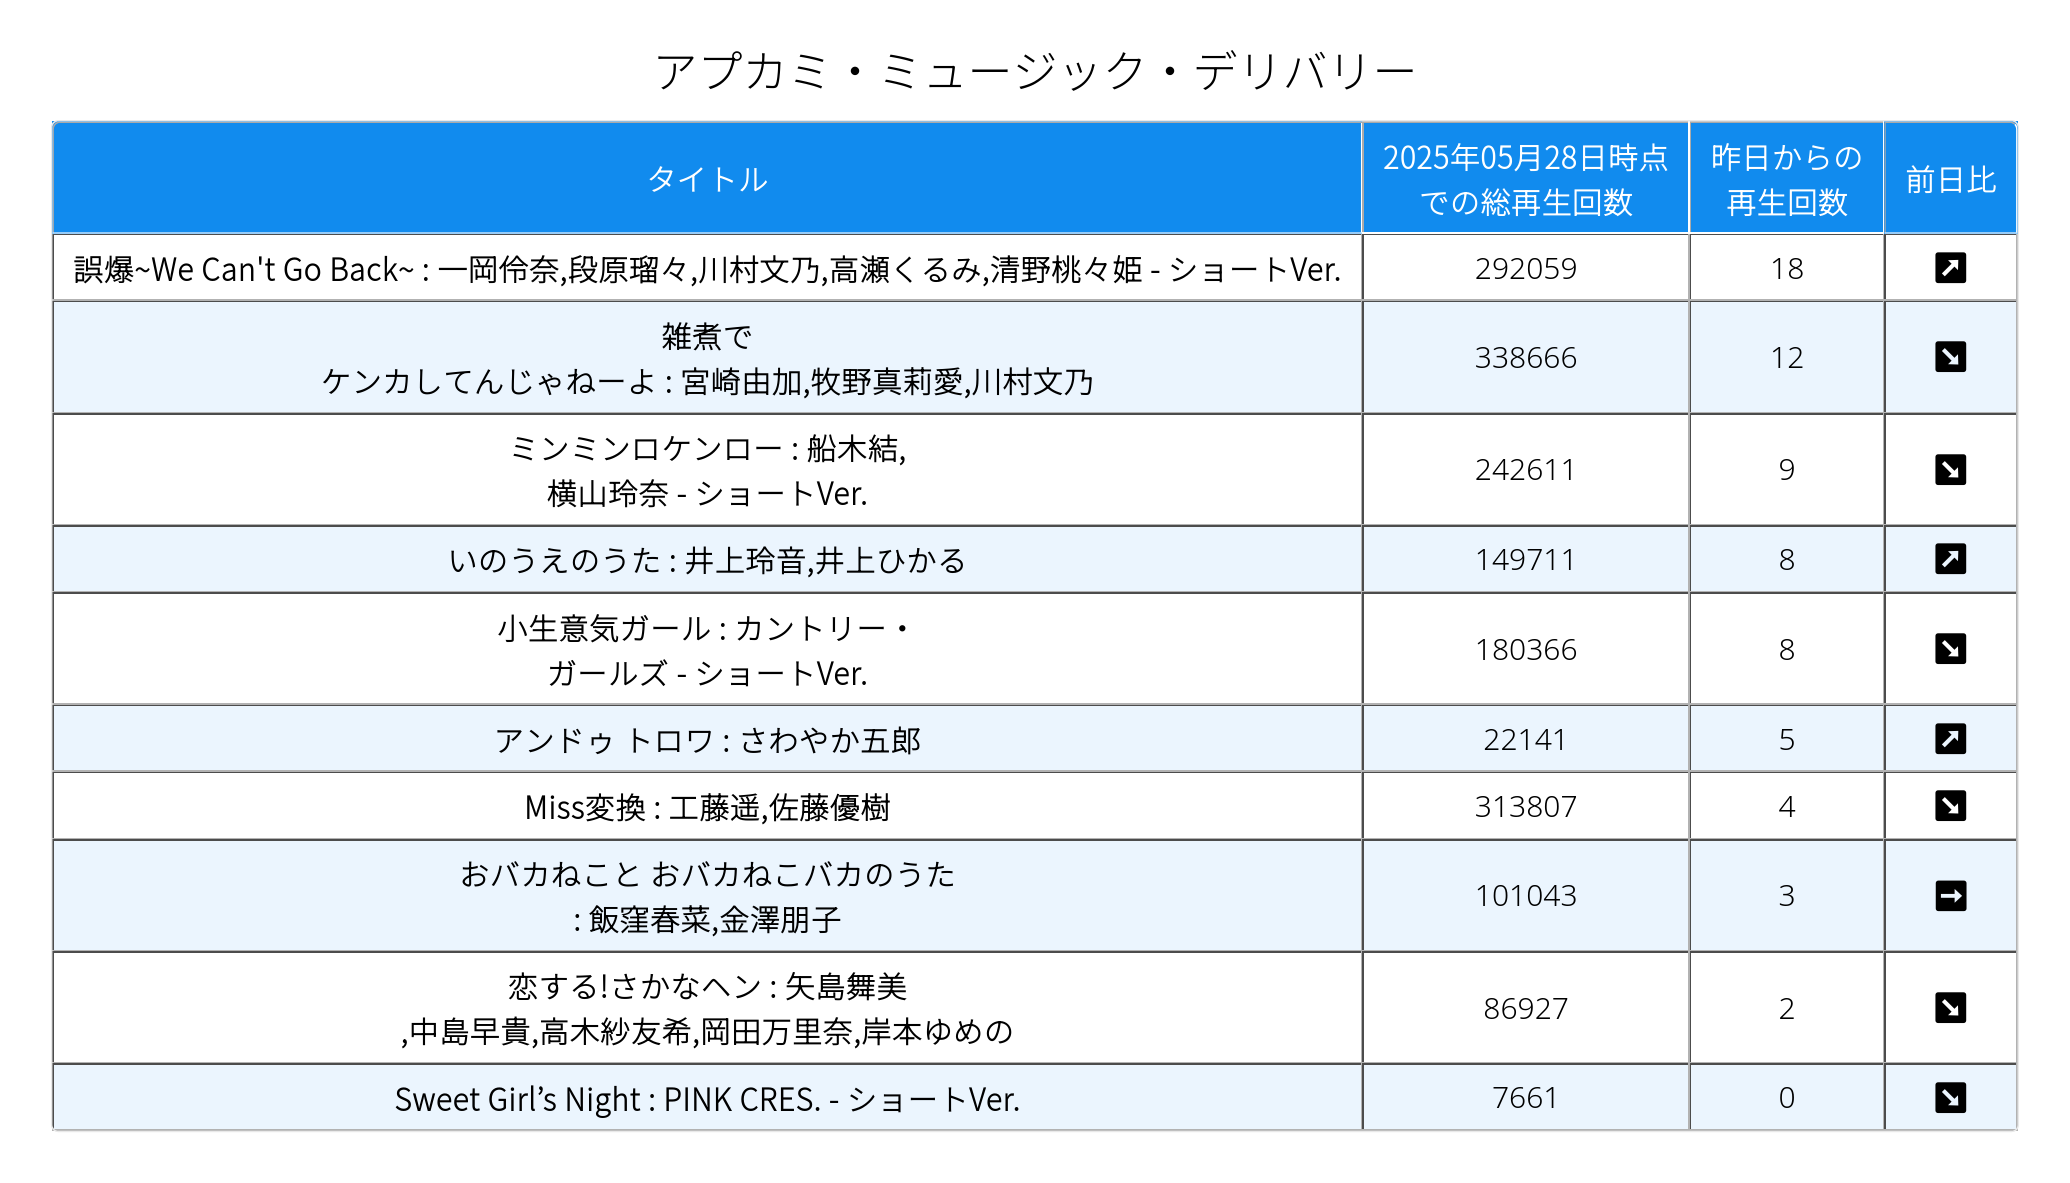 アプカミ・ミュージック・デリバリー
タイトル
2025年05月28日時点
での総再生回数
昨日からの
再生回数
前日比
誤爆~We Can't Go Back~ : 一岡伶奈,段原瑠々,川村文乃,高瀬くるみ,清野桃々姫 - ショートVer.
292059
18
雑煮で
ケンカしてんじゃねーよ : 宮崎由加,牧野真莉愛,川村文乃
338666
12
ミンミンロケンロー : 船木結,
横山玲奈 - ショートVer.
242611
9
いのうえのうた : 井上玲音,井上ひかる
149711
8
小生意気ガール : カントリー・
ガールズ - ショートVer.
180366
8
アンドゥ トロワ : さわやか五郎
22141
5
Miss変換 : 工藤遥,佐藤優樹
313807
4
おバカねこと おバカねこバカのうた
: 飯窪春菜,金澤朋子
101043
3
恋する!さかなヘン : 矢島舞美
,中島早貴,高木紗友希,岡田万里奈,岸本ゆめの
86927
2
Sweet Girl’s Night : PINK CRES. - ショートVer.
7661
0